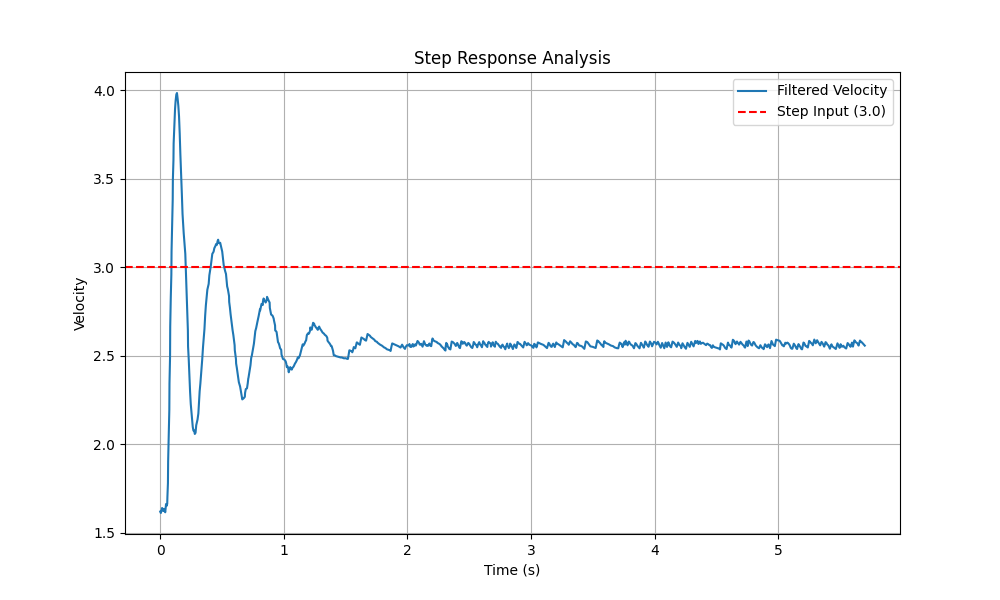 Step Response Analysis
Filtered Velocity
Step Input (3.0)
Velocity
4.0
3.5
3.0
2.5
2.0
1.5
0 1 2 3 4 5
Time (s)